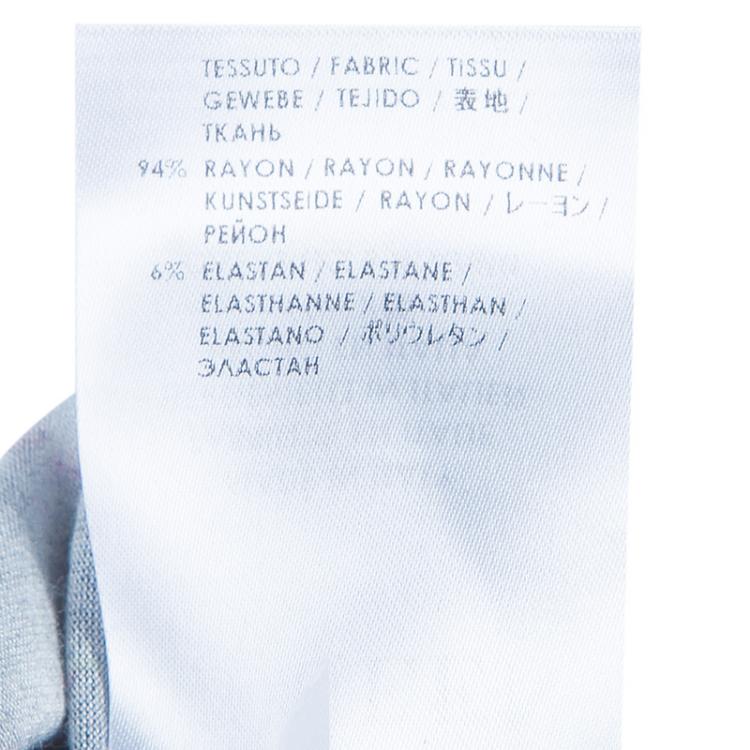 TESSUTO / FABRIC / TISSU /
GEWEBE / TEJIDO / 表地 /
ТКАНЬ
94% RAYON / RAYON / RAYONNE /
KUNSTSEIDE / RAYON / レーヨン /
РЕЙОН
6% ELASTAN / ELASTANE /
ELASTHANNE / ELASTHAN /
ELASTANO / ポリウレタン /
ЭЛАСТАН